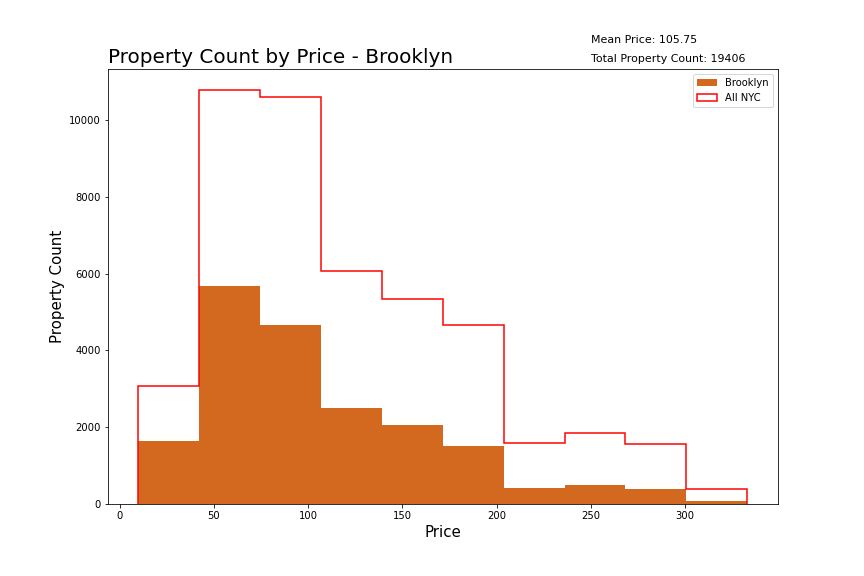 Mean Price: 105.75
Property Count by Price - Brooklyn
Total Property Count: 19406
Brooklyn
All NYC
Property Count
10000
8000
6000
4000
2000
0
0 50 100 150 200 250 300
Price